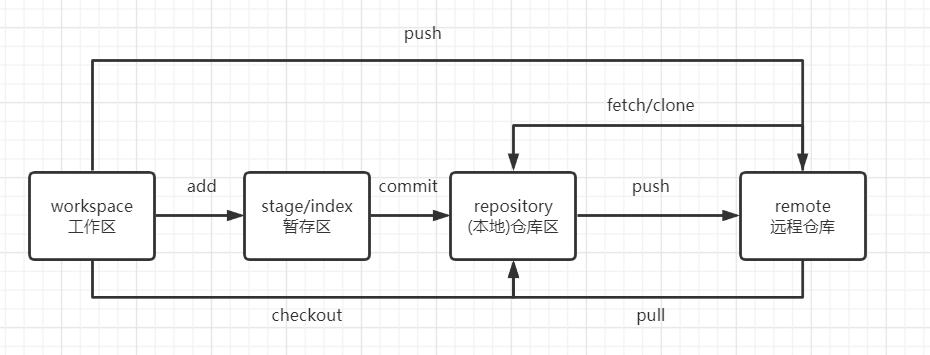 push
fetch/clone
add
commit
push
workspace
工作区
stage/index
暂存区
repository
(本地)仓库区
remote
远程仓库
checkout
pull